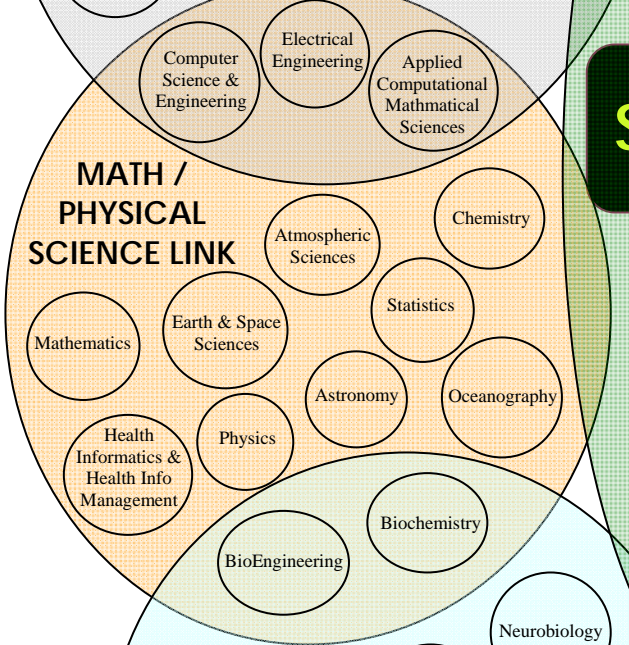 Computer
Science &
Engineering
Electrical
Engineering
Applied
Computational
Mathmatical
Sciences
S
MATH /
PHYSICAL
SCIENCE LINK
Atmospheric
Sciences
Chemistry
Mathematics
Earth & Space
Sciences
Statistics
Astronomy
Oceanography
Health
Informatics &
Health Info
Management
Physics
Biochemistry
BioEngineering
Neurobiology